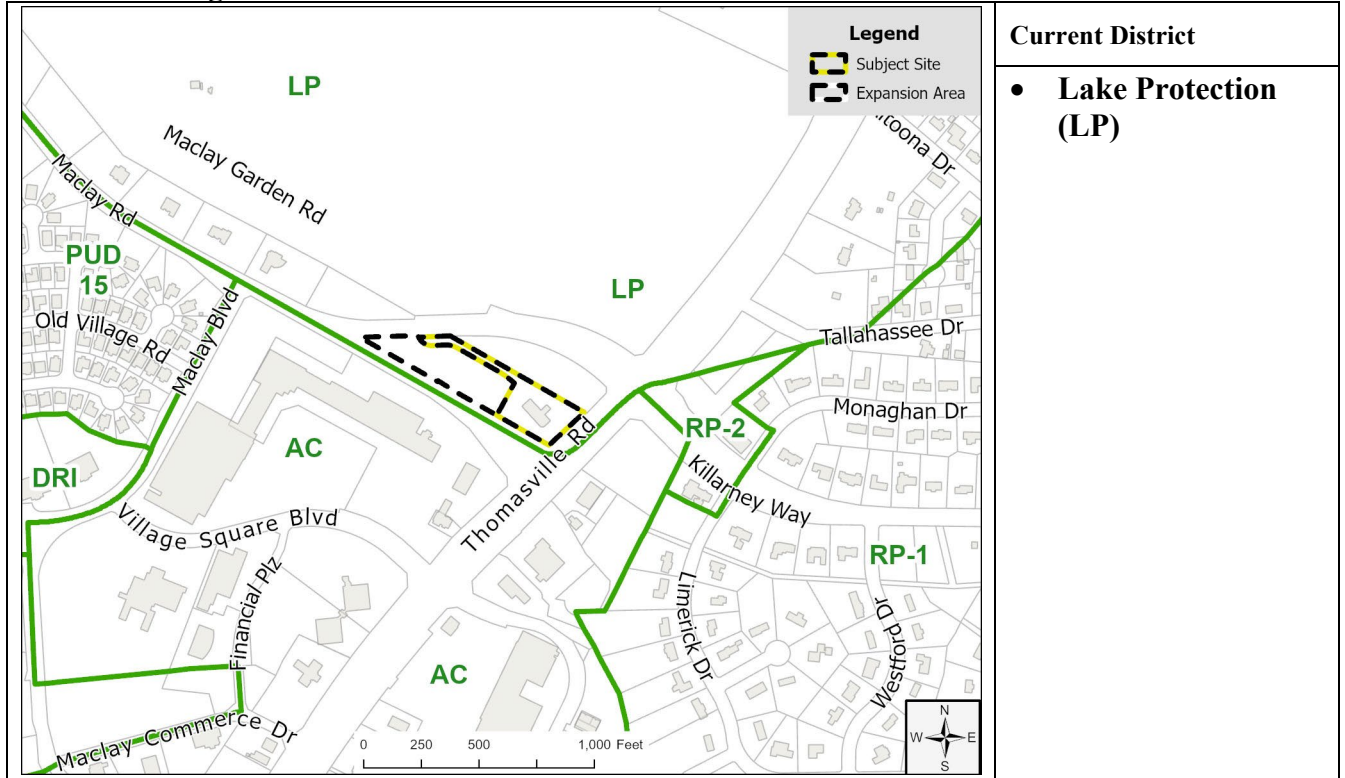 Legend
Subject Site
Expansion Area
LP
Maclay Garden Rd
Maclay Rd
PUD
15
Old Village Rd
Maclay Blvd
LP
Tallahassee Dr
Monaghan Dr
RP-2
Killarney Way
RP-1
AC
DRI
Thomasville Rd
Village Square Blvd
Financial Plz
Limerick Dr
Westford Dr
AC
Maclay Commerce Dr
0 250 500 1,000 Feet
N
W E
S
Current District
• Lake Protection
(LP)